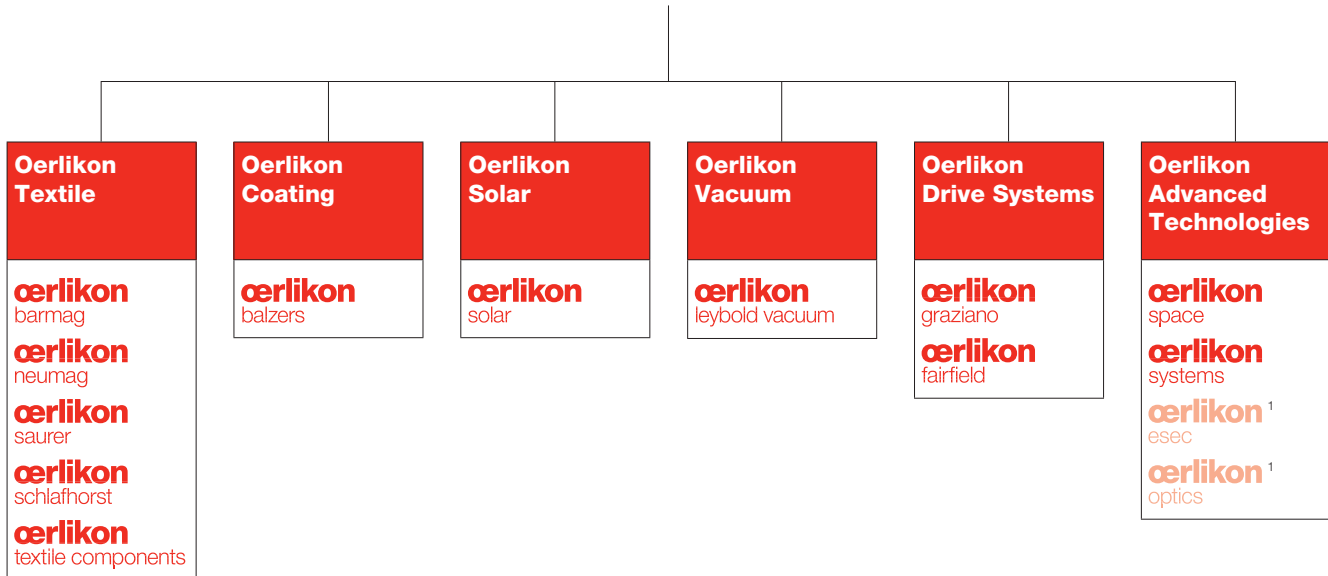 Oerlikon
Textile
œrlikon
barmag
œrlikon
neumag
œrlikon
saurer
œrlikon
schlafhorst
œrlikon
textile components
Oerlikon
Coating
œrlikon
balzers
Oerlikon
Solar
œrlikon
solar
Oerlikon
Vacuum
œrlikon
leybold vacuum
Oerlikon
Drive Systems
œrlikon
graziano
œrlikon
fairfield
Oerlikon
Advanced
Technologies
œrlikon
space
œrlikon
systems
œrlikon 1
esec
œrlikon 1
optics